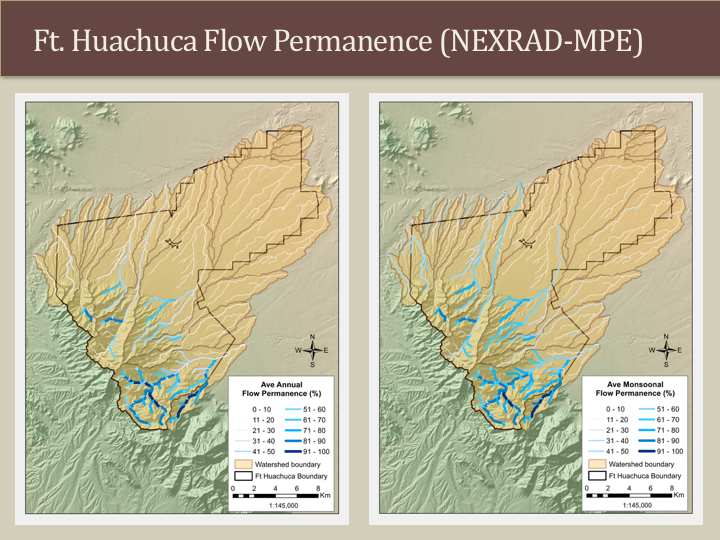 Ft. Huachuca Flow Permanence (NEXRAD-MPE)
N
W E
S
Ave Annual
Flow Permanence (%)
0 - 10 51 - 60
11 - 20 61 - 70
21 - 30 71 - 80
31 - 40 81 - 90
41 - 50 91 - 100
Watershed boundary
Ft Huachuca Boundary
0 2 4 6 8
Km
1:145,000
N
W E
S
Ave Monsoonal
Flow Permanence (%)
0 - 10 51 - 60
11 - 20 61 - 70
21 - 30 71 - 80
31 - 40 81 - 90
41 - 50 91 - 100
Watershed boundary
Ft Huachuca Boundary
0 2 4 6 8
Km
1:145,000